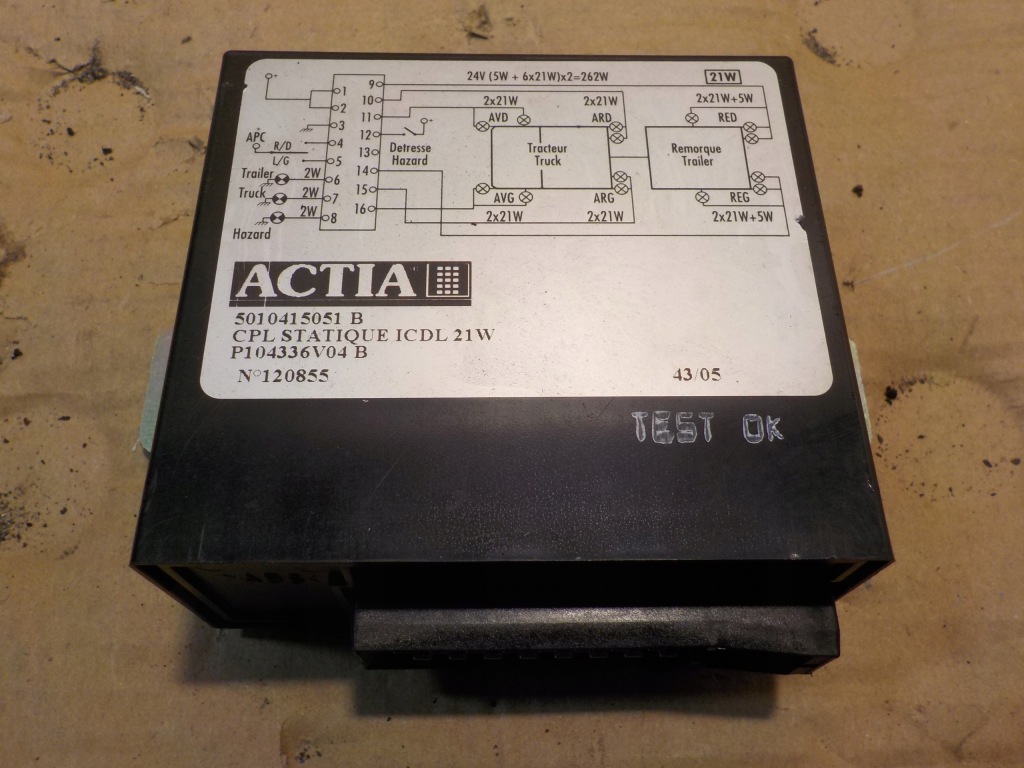 24V (5W + 6x21W)x2=262W
21W
+
1
2
3
4
5
6
7
8
9
10
11
12
13
14
15
16
+
APC
R/D
L/G
Trailer
2W
Truck
2W
2W
Hazard
+
Detresse
Hazard
2x21W
AVD
2x21W
ARD
Tracteur
Truck
AVG
2x21W
ARG
2x21W
2x21W+5W
RED
Remorque
Trailer
REG
2x21W+5W
ACTIA
5010415051 B
CPL STATIQUE ICDL 21W
P104336V04 B
N°120855
43/05
TEST OK